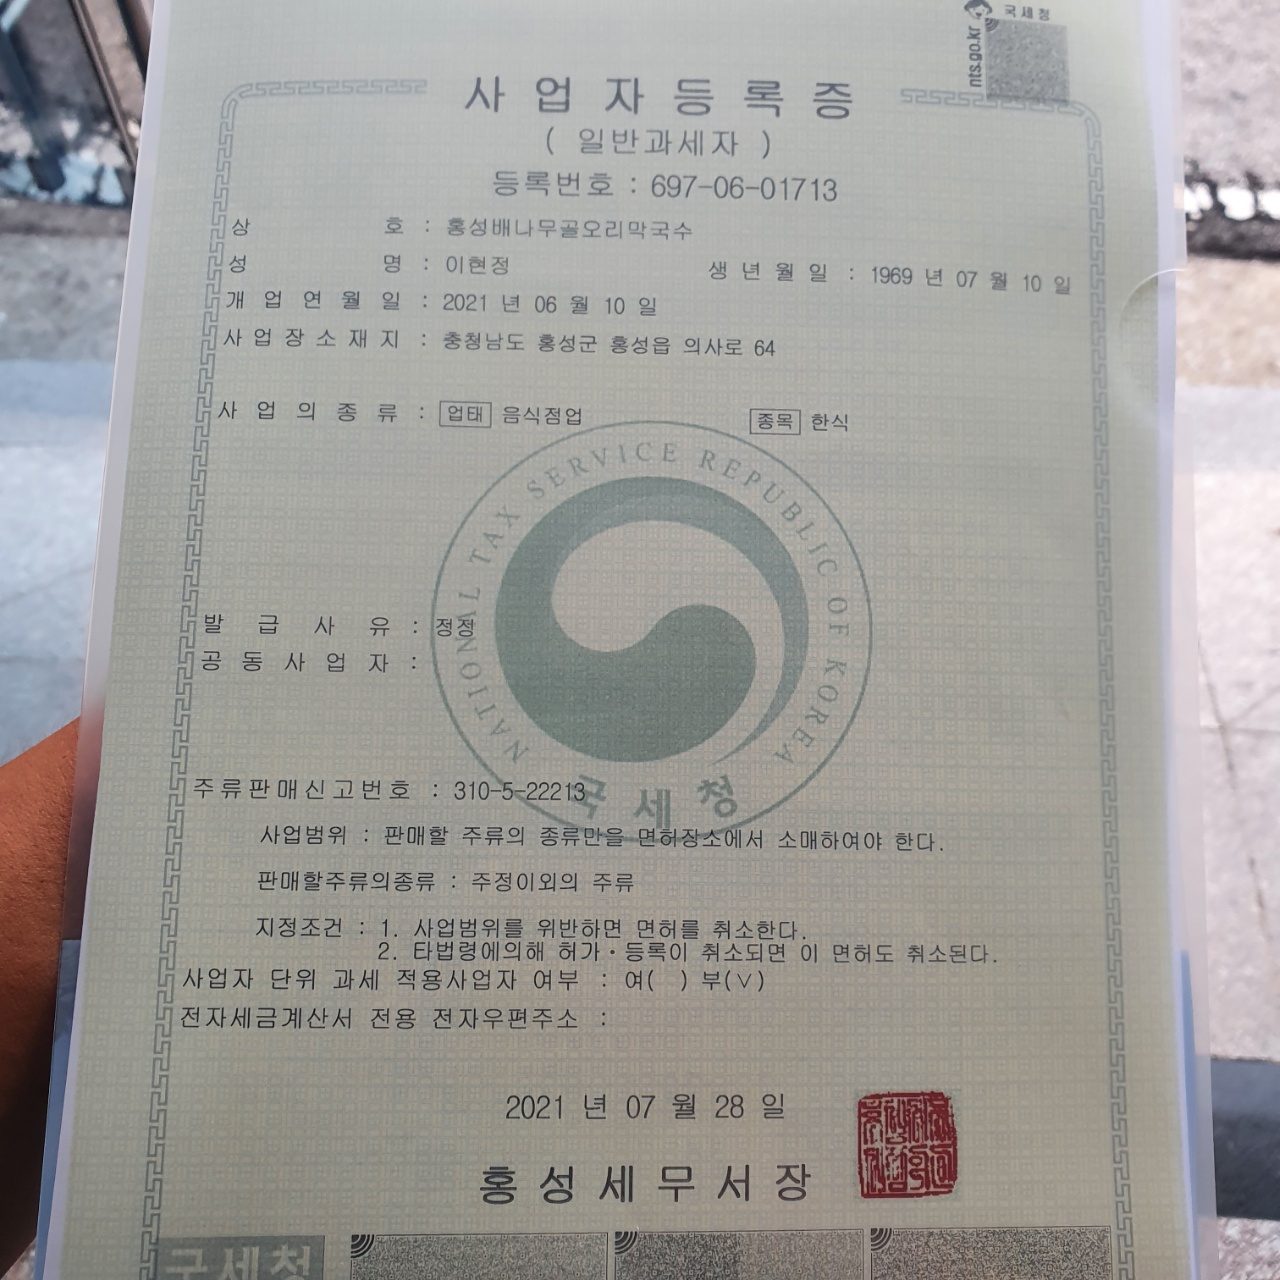 국세청
nts.go.kr
사업자등록증
( 일반과세자 )
등록번호 : 697-06-01713
상 호 : 홍성배나무골오리막국수
성 명 : 이현정 생 년 월 일 : 1969 년 07 월 10 일
개 업 연 월 일 : 2021 년 06 월 10 일
사 업 장 소 재 지 : 충청남도 홍성군 홍성읍 의사로 64
사 업 의 종 류 : 업태 음식점업 종목 한식
NATIONAL TAX SERVICE REPUBLIC OF KOREA
발 급 사 유 : 정정
공 동 사 업 자 :
주류판매신고번호 : 310-5-22213
국세청
사업범위 : 판매할 주류의 종류만을 면허장소에서 소매하여야 한다.
판매할주류의종류 : 주정이외의 주류
지정조건 : 1. 사업범위를 위반하면 면허를 취소한다.
2. 타법령에의해 허가·등록이 취소되면 이 면허도 취소된다.
사업자 단위 과세 적용사업자 여부 : 여( ) 부(∨)
전자세금계산서 전용 전자우편주소 :
2021 년 07 월 28 일
홍성세무서장
국세청